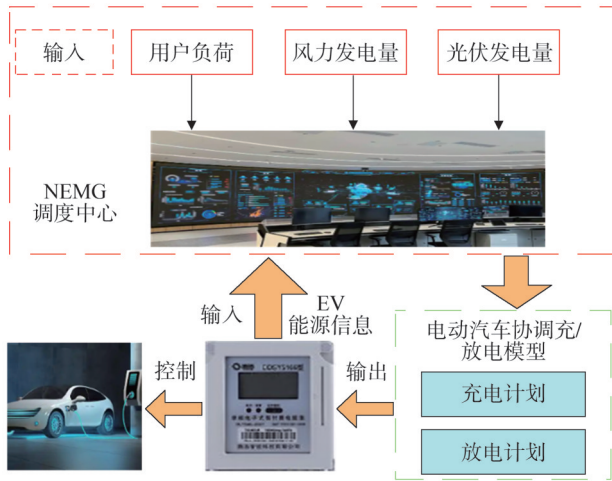 输入
用户负荷
风力发电量
光伏发电量
NEMG
调度中心
输入
EV
能源信息
电动汽车协调充/
放电模型
控制
输出
充电计划
放电计划